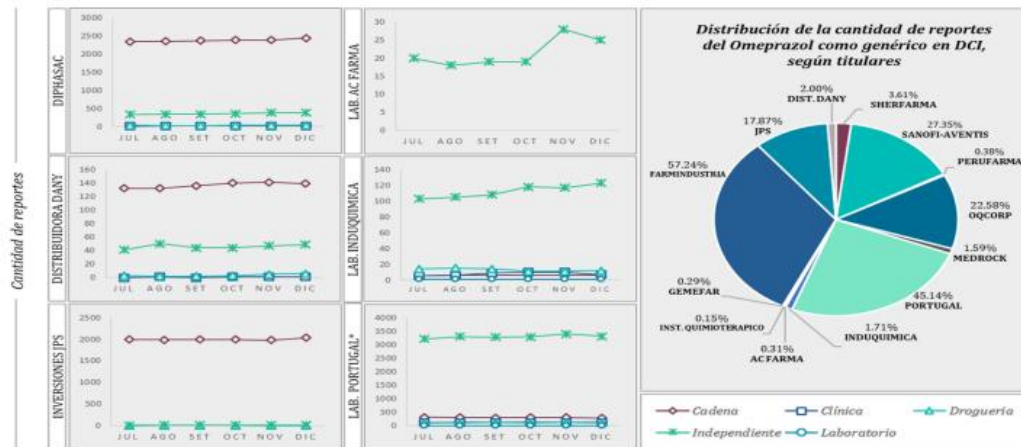 Cantidad de reportes
DIPHASAC
3000
2500
2000
1500
1000
500
0
JUL AGO SET OCT NOV DIC
LAB. AC FARMA
30
25
20
15
10
5
0
JUL AGO SET OCT NOV DIC
DISTRIBUIDORA DANY
160
140
120
100
80
60
40
20
0
JUL AGO SET OCT NOV DIC
LAB. INDUQUIMICA
140
120
100
80
60
40
20
0
JUL AGO SET OCT NOV DIC
INVERSIONES JPS
2500
2000
1500
1000
500
0
JUL AGO SET OCT NOV DIC
LAB. PORTUGAL*
4000
3500
3000
2500
2000
1500
1000
500
0
JUL AGO SET OCT NOV DIC
Distribución de la cantidad de reportes
del Omeprazol como genérico en DCI,
según titulares
2.00%
DIST. DANY
3.61%
SHERFARMA
17.87%
JPS
27.35%
SANOFI-AVENTIS
57.24%
FARMINDUSTRIA
0.38%
PERUFARMA
22.58%
OQCORP
1.59%
MEDROCK
0.29%
GEMEFAR
45.14%
PORTUGAL
0.15%
INST. QUIMIOTERAPICO
1.71%
INDUQUIMICA
0.31%
AC FARMA
Cadena Clínica Droguería
Independiente Laboratorio